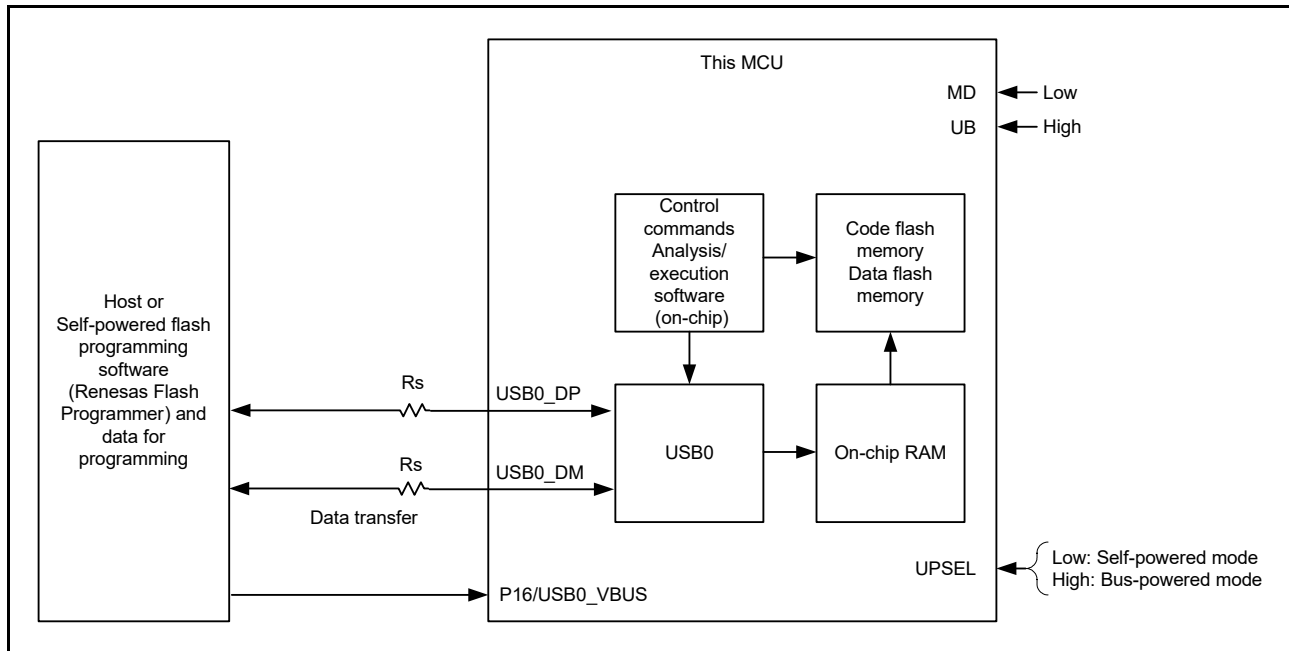 This MCU
MD
Low
UB
High
Host or
Self-powered flash
programming
software
(Renesas Flash
Programmer) and
data for
programming
Control
commands
Analysis/
execution
software
(on-chip)
Code flash
memory
Data flash
memory
Rs
USB0_DP
USB0
On-chip RAM
Rs
USB0_DM
Data transfer
UPSEL
Low: Self-powered mode
High: Bus-powered mode
P16/USB0_VBUS